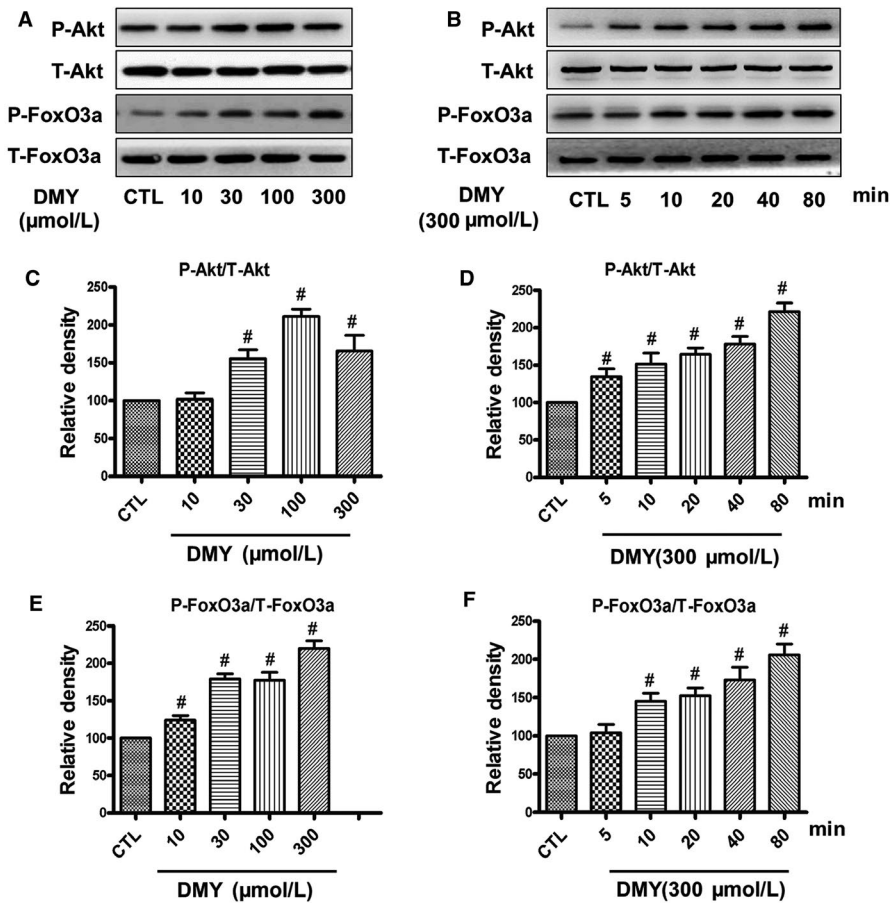 A
P-Akt
T-Akt
P-FoxO3a
T-FoxO3a
DMY
(µmol/L)
CTL 10 30 100 300
B
P-Akt
T-Akt
P-FoxO3a
T-FoxO3a
DMY
(300 µmol/L)
CTL 5 10 20 40 80 min
C
P-Akt/T-Akt
Relative density
250
200
150
100
50
0
# # #
CTL 10 30 100 300
DMY (µmol/L)
D
P-Akt/T-Akt
Relative density
250
200
150
100
50
0
# # # # #
CTL 5 10 20 40 80 min
DMY(300 µmol/L)
E
P-FoxO3a/T-FoxO3a
Relative density
250
200
150
100
50
0
# # # #
CTL 10 30 100 300
DMY (µmol/L)
F
P-FoxO3a/T-FoxO3a
Relative density
250
200
150
100
50
0
# # # #
CTL 5 10 20 40 80 min
DMY(300 µmol/L)